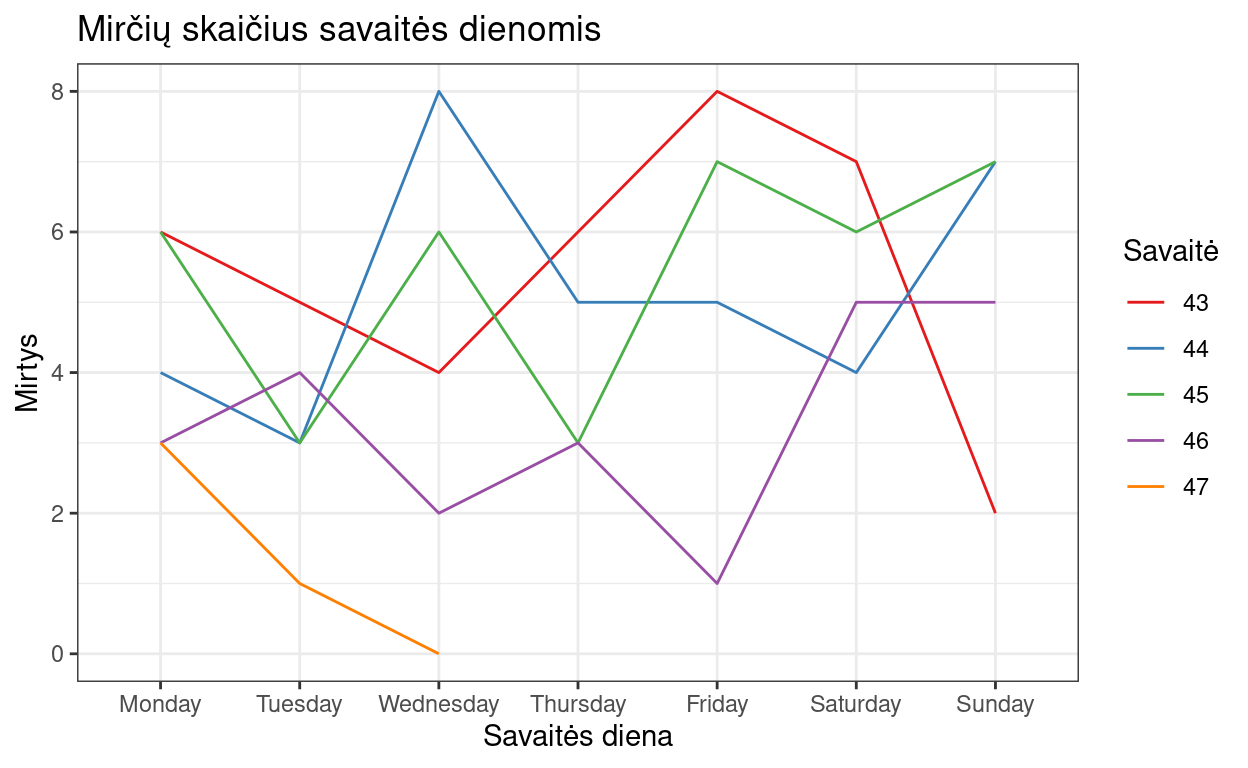 Mirčių skaičius savaitės dienomis
Mirtys
8
6
4
2
0
Monday Tuesday Wednesday Thursday Friday Saturday Sunday
Savaitės diena
Savaitė
43
44
45
46
47